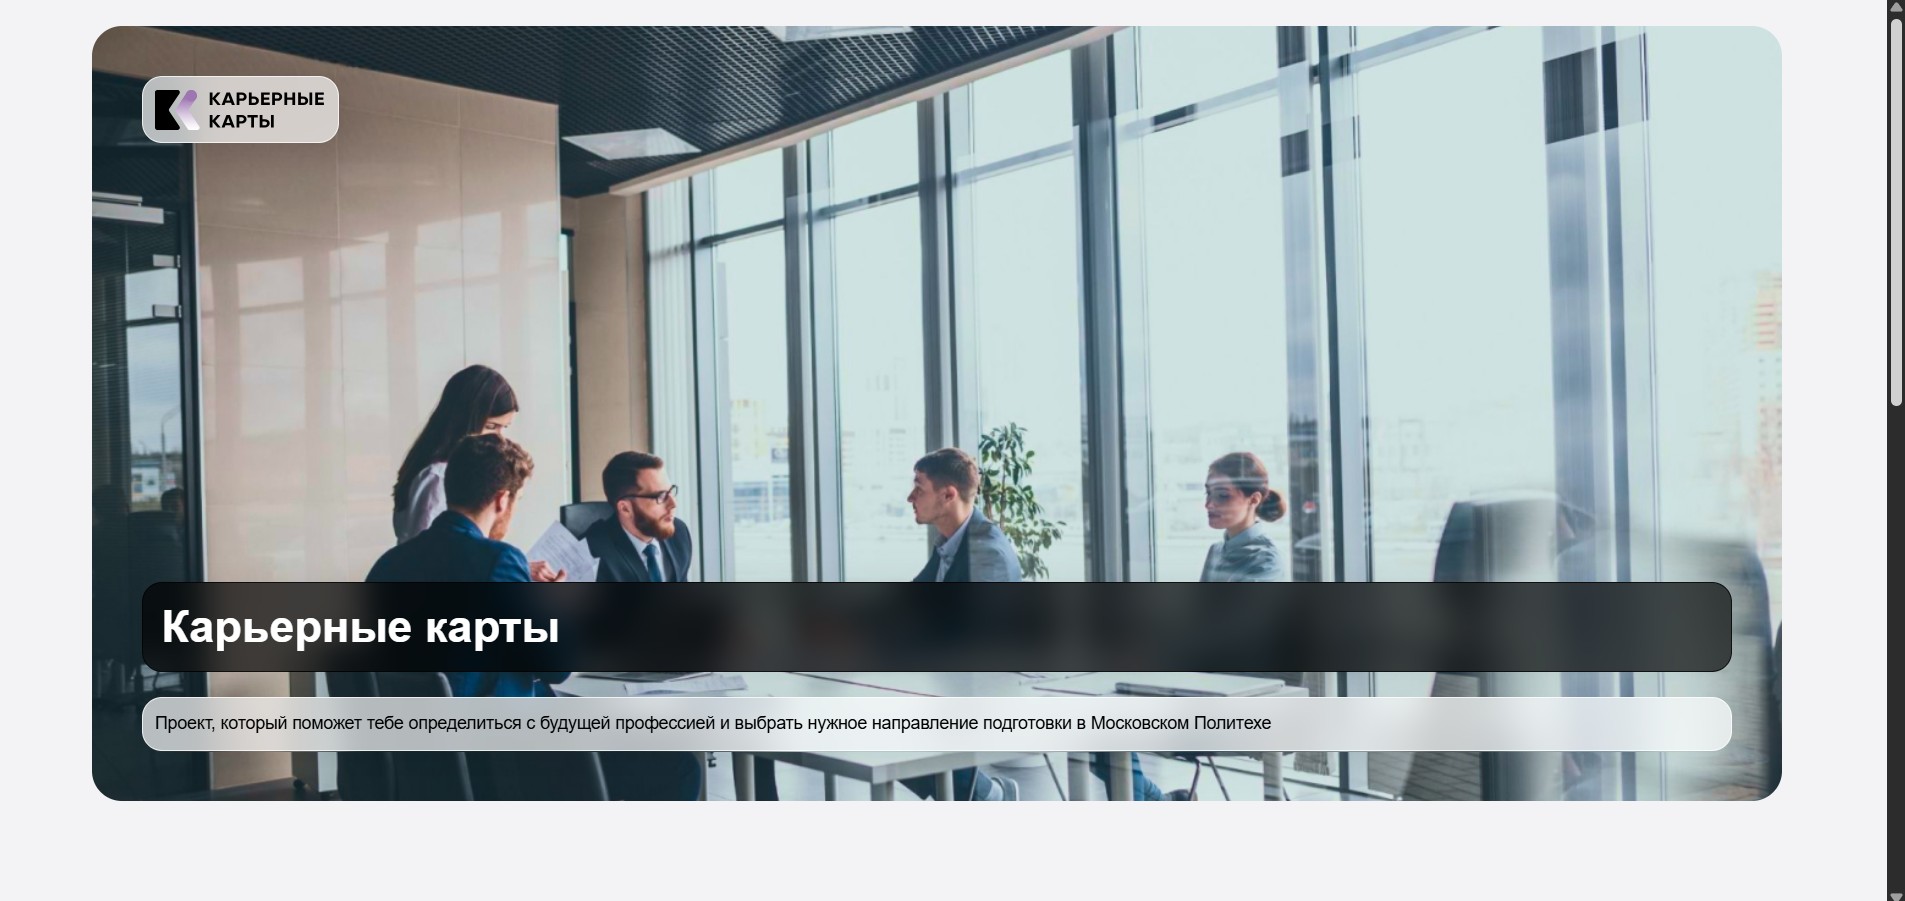 КАРЬЕРНЫЕ
КАРТЫ
Карьерные карты
Проект, который поможет тебе определиться с будущей профессией и выбрать нужное направление подготовки в Московском Политехе